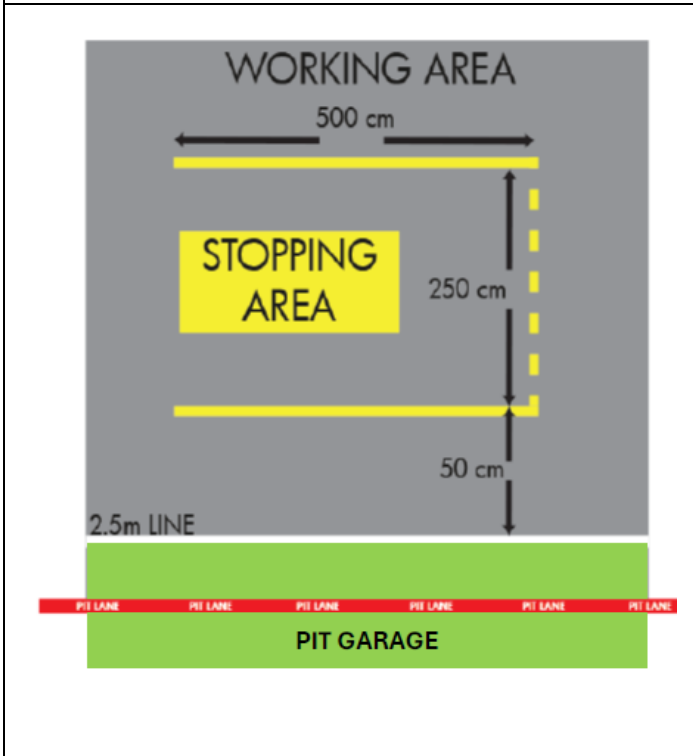 WORKING AREA
500 cm
STOPPING
AREA
250 cm
50 cm
2.5m LINE
PIT LANE PIT LANE PIT LANE PIT LANE PIT LANE PIT LANE
PIT GARAGE